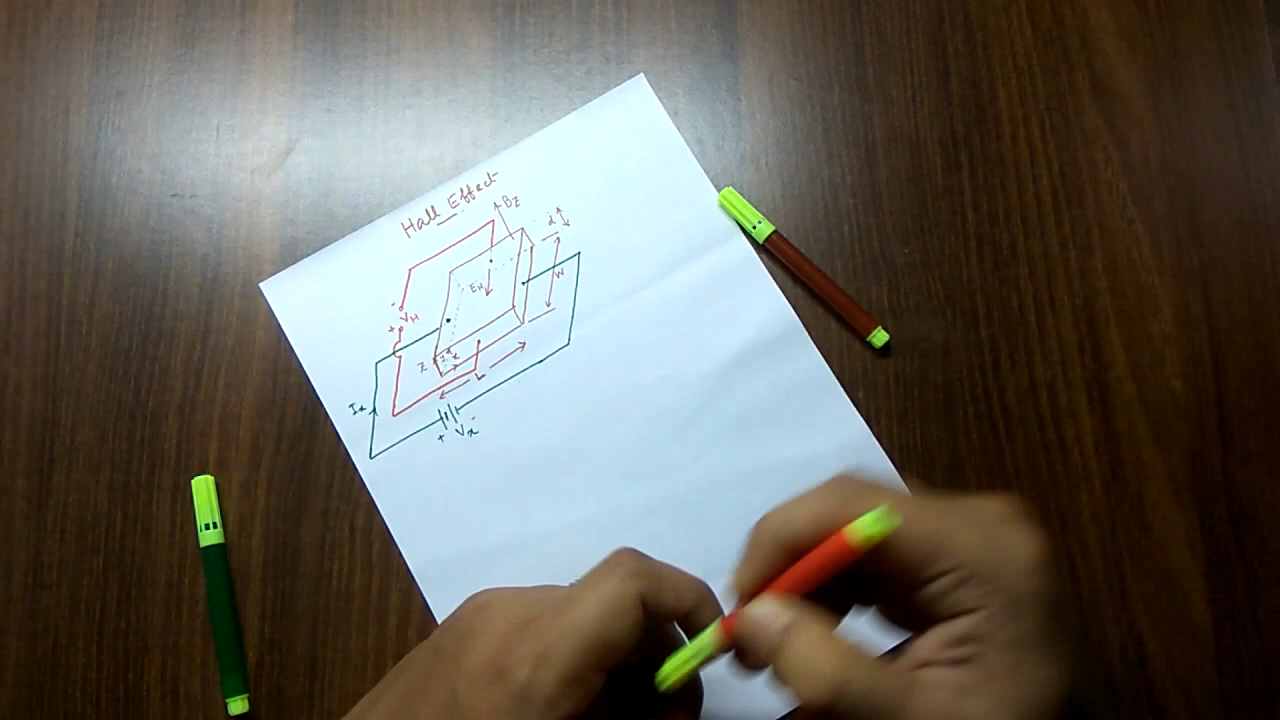 Hall Effect
Bz
d
EH
W
-
+ VH
Z
L
Ix
+ Vx -